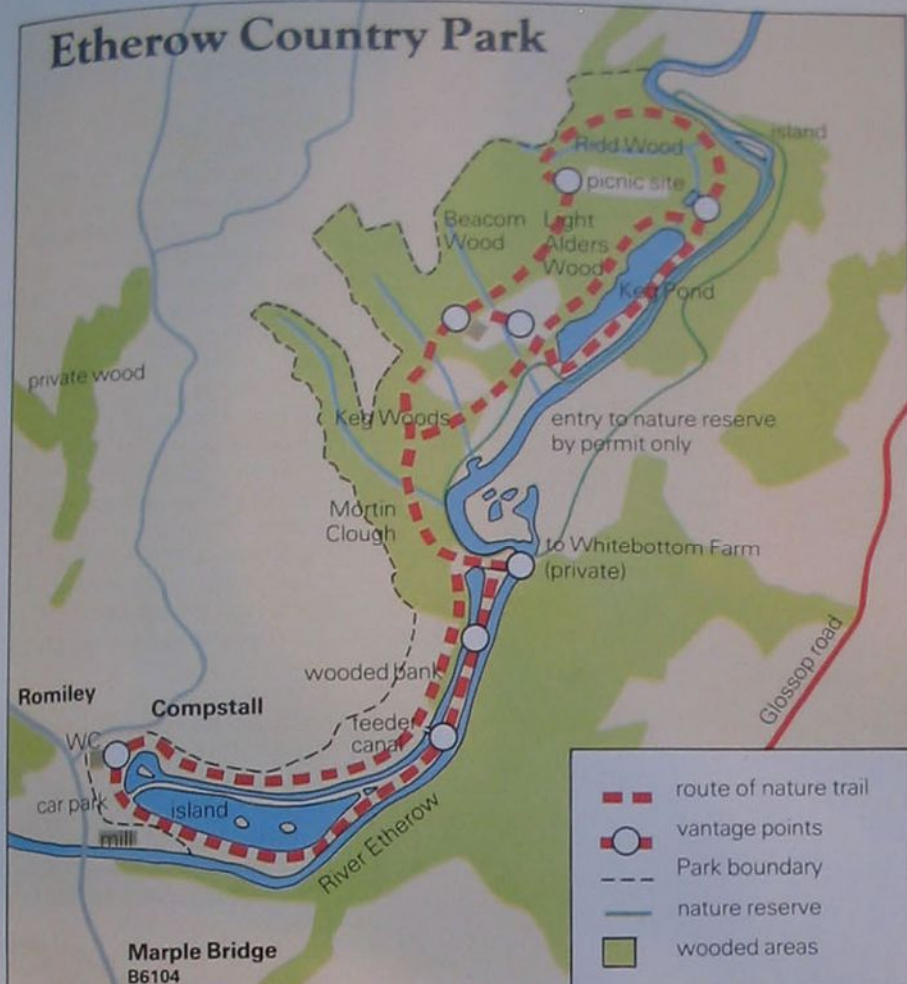 Etherow Country Park
island
Ridd Wood
picnic site
Beacom
Wood
Light
Alders
Wood
Keg Pond
private wood
Keg Woods
entry to nature reserve
by permit only
Mortin
Clough
to Whitebottom Farm
(private)
wooded bank
Glossop road
Romiley
Compstall
feeder
canal
WC
car park
island
mill
River Etherow
Marple Bridge
B6104
route of nature trail
vantage points
Park boundary
nature reserve
wooded areas